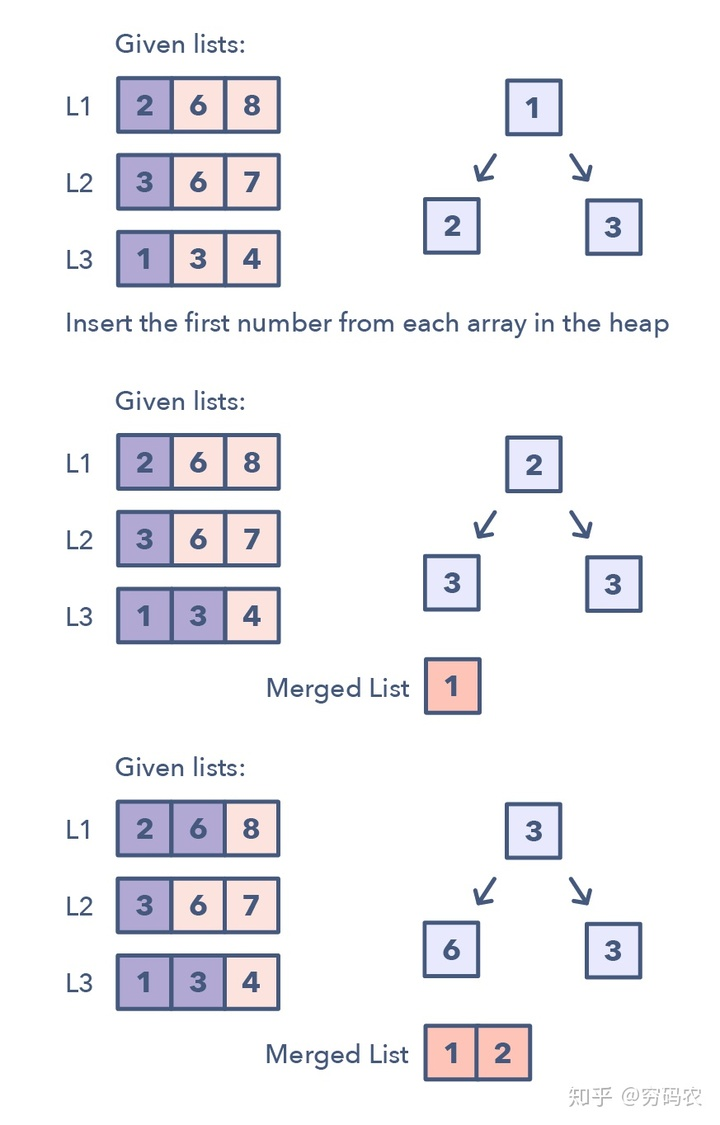 Given lists:
L1 2 6 8
1
L2 3 6 7
2 3
L3 1 3 4
Insert the first number from each array in the heap
Given lists:
L1 2 6 8
2
L2 3 6 7
3 3
L3 1 3 4
Merged List 1
Given lists:
L1 2 6 8
3
L2 3 6 7
6 3
L3 1 3 4
Merged List 1 2
知乎 @穷码农